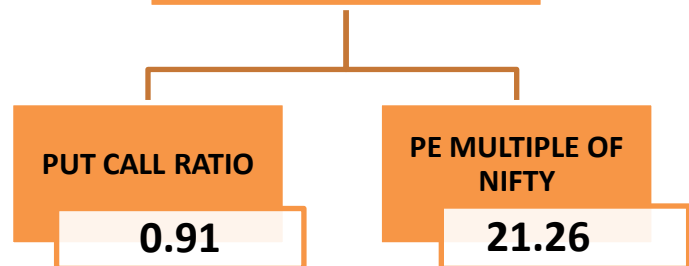 PUT CALL RATIO
0.91
PE MULTIPLE OF
NIFTY
21.26